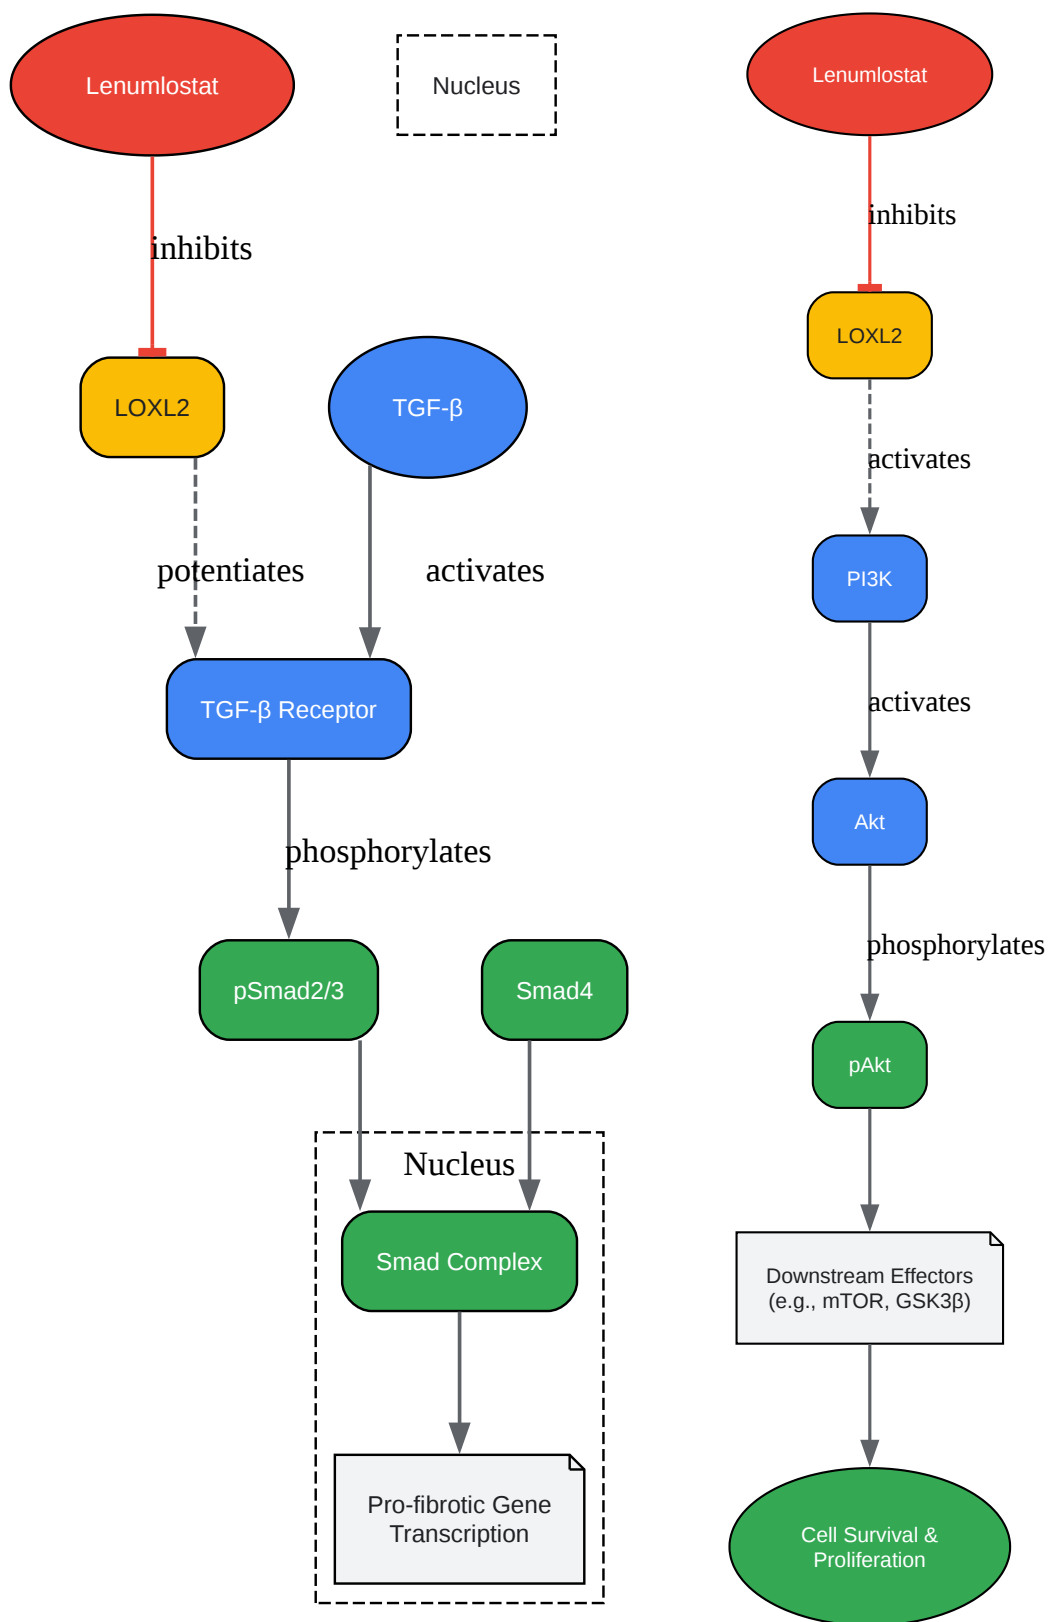 Lenumlostat
Nucleus
inhibits
LOXL2
TGF-β
potentiates
activates
TGF-β Receptor
phosphorylates
pSmad2/3
Smad4
Nucleus
Smad Complex
Pro-fibrotic Gene
Transcription
Lenumlostat
inhibits
LOXL2
activates
PI3K
activates
Akt
phosphorylates
pAkt
Downstream Effectors
(e.g., mTOR, GSK3β)
Cell Survival &
Proliferation